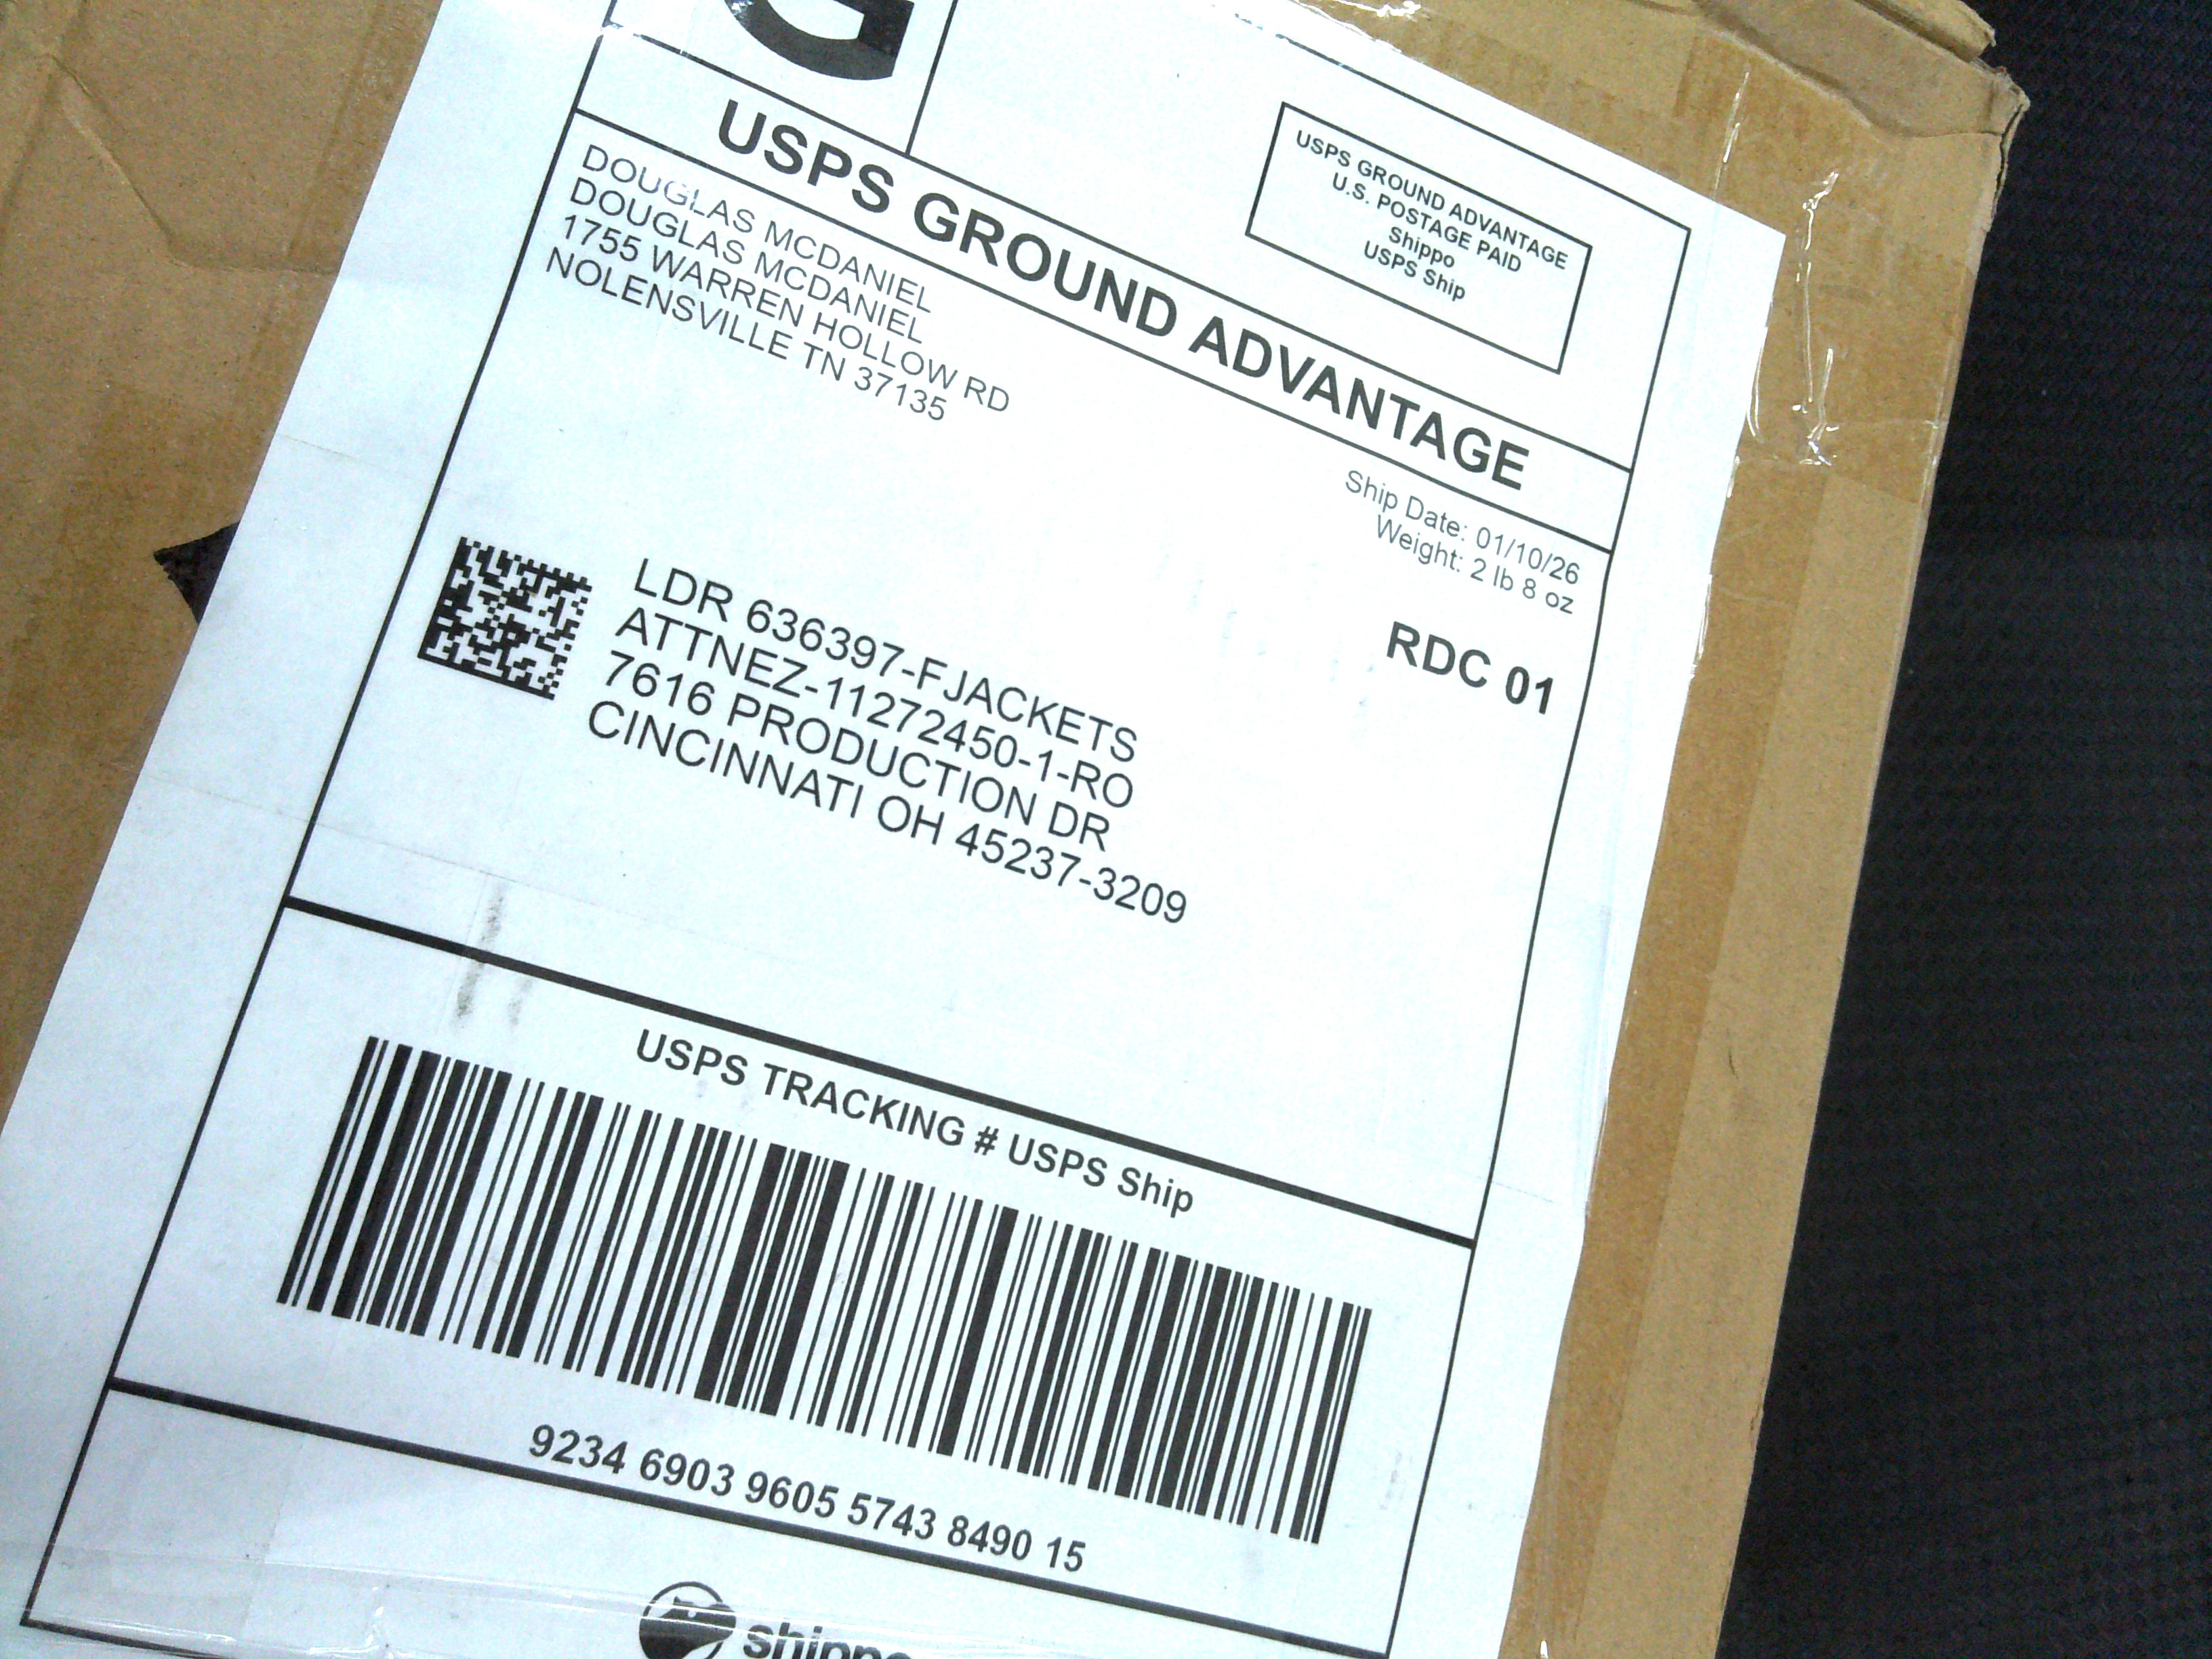 G
USPS GROUND ADVANTAGE
U.S. POSTAGE PAID
Shippo
USPS Ship
USPS GROUND ADVANTAGE
DOUGLAS MCDANIEL
DOUGLAS MCDANIEL
1755 WARREN HOLLOW RD
NOLENSVILLE TN 37135
Ship Date: 01/10/26
Weight: 2 lb 8 oz
RDC 01
LDR 636397-FJACKETS
ATTNEZ-11272450-1-RO
7616 PRODUCTION DR
CINCINNATI OH 45237-3209
USPS TRACKING # USPS Ship
9234 6903 9605 5743 8490 15
shippo